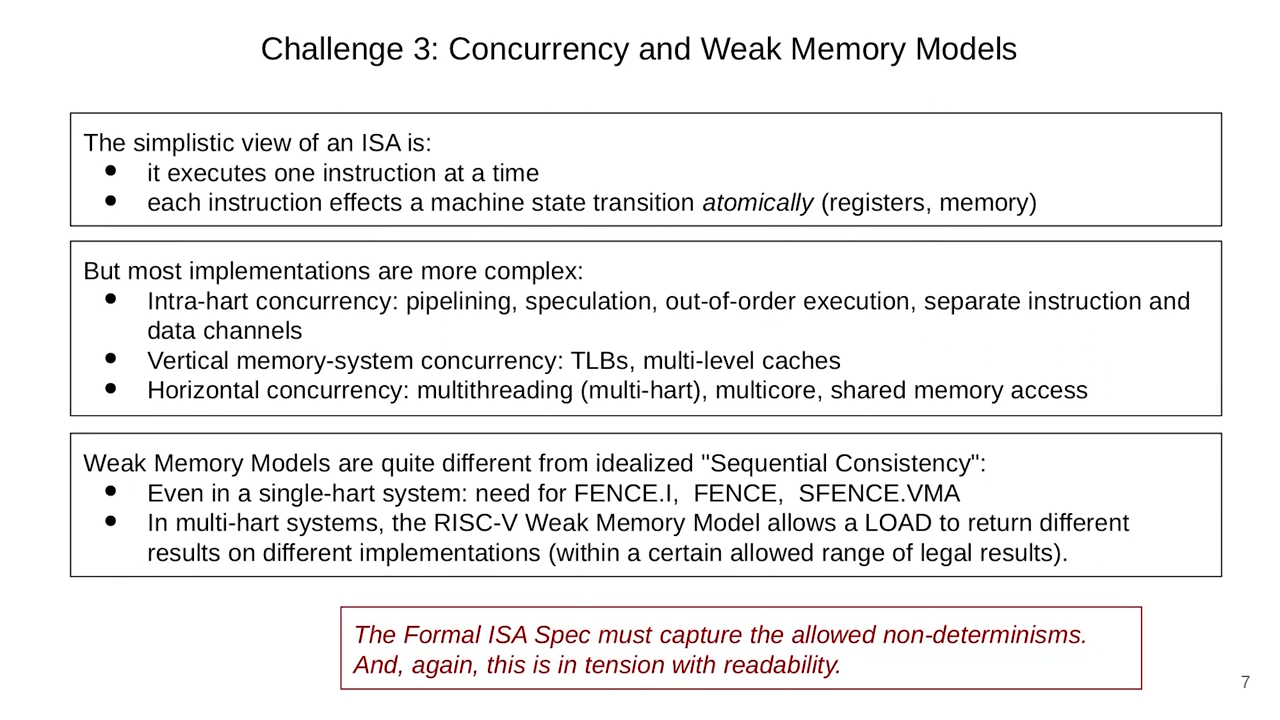 Challenge 3: Concurrency and Weak Memory Models
The simplistic view of an ISA is:
● it executes one instruction at a time
● each instruction effects a machine state transition atomically (registers, memory)
But most implementations are more complex:
● Intra-hart concurrency: pipelining, speculation, out-of-order execution, separate instruction and
data channels
● Vertical memory-system concurrency: TLBs, multi-level caches
● Horizontal concurrency: multithreading (multi-hart), multicore, shared memory access
Weak Memory Models are quite different from idealized "Sequential Consistency":
● Even in a single-hart system: need for FENCE.I, FENCE, SFENCE.VMA
● In multi-hart systems, the RISC-V Weak Memory Model allows a LOAD to return different
results on different implementations (within a certain allowed range of legal results).
The Formal ISA Spec must capture the allowed non-determinisms.
And, again, this is in tension with readability.
7